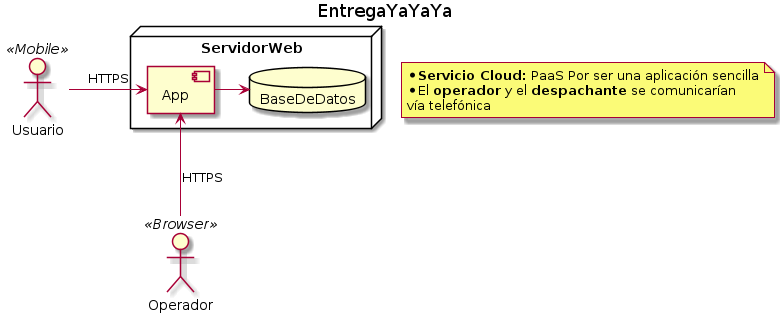 EntregaYaYaYa
«Mobile»
Usuario
HTTPS
ServidorWeb
App
BaseDeDatos
•Servicio Cloud: PaaS Por ser una aplicación sencilla
•El operador y el despachante se comunicarían
vía telefónica
HTTPS
«Browser»
Operador